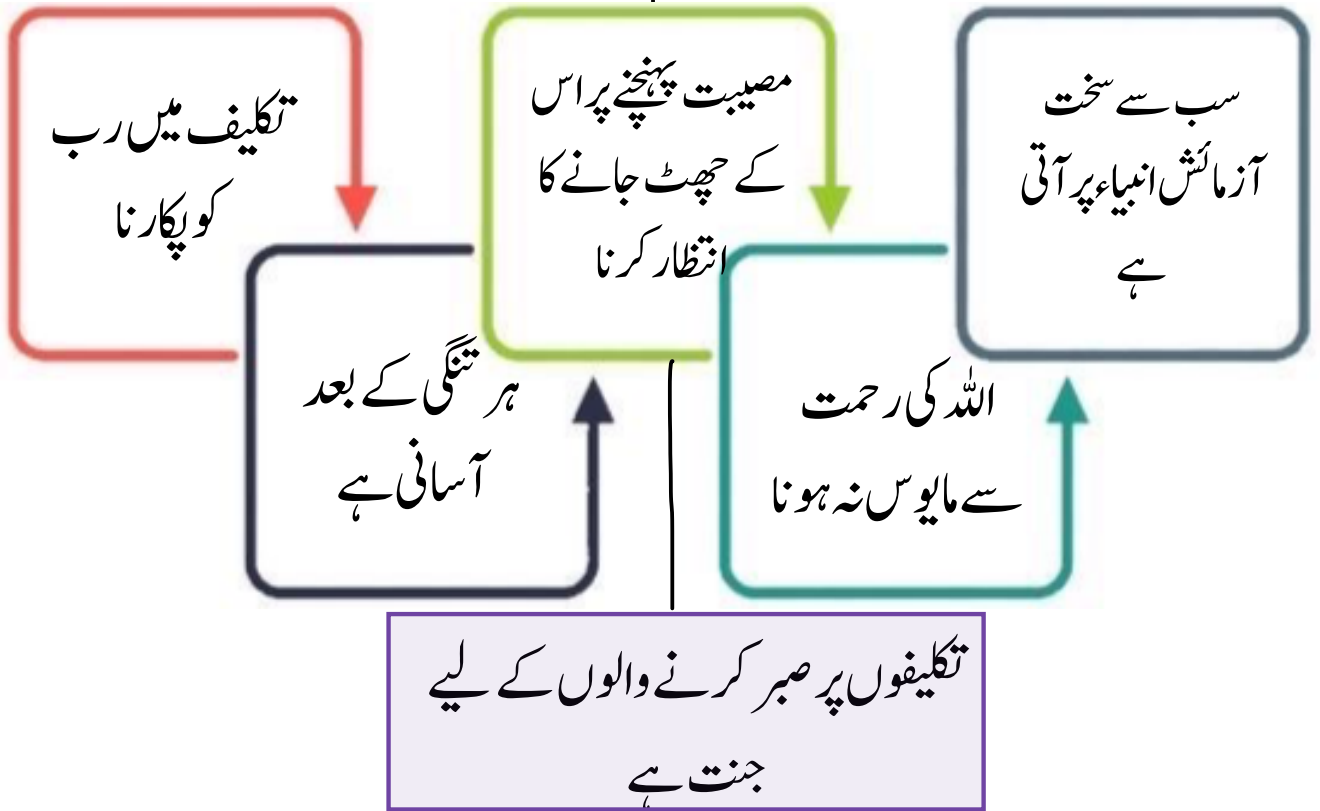 تکلیف میں رب
کو پکارنا
ہر تنگی کے بعد
آسانی ہے
مصیبت پہنچنے پر اس
کے چھٹ جانے کا
انتظار کرنا
اللہ کی رحمت
سے مایوس نہ ہونا
سب سے سخت
آزمائش انبیاء پر آتی
ہے
تکلیفوں پر صبر کرنے والوں کے لیے
جنت ہے